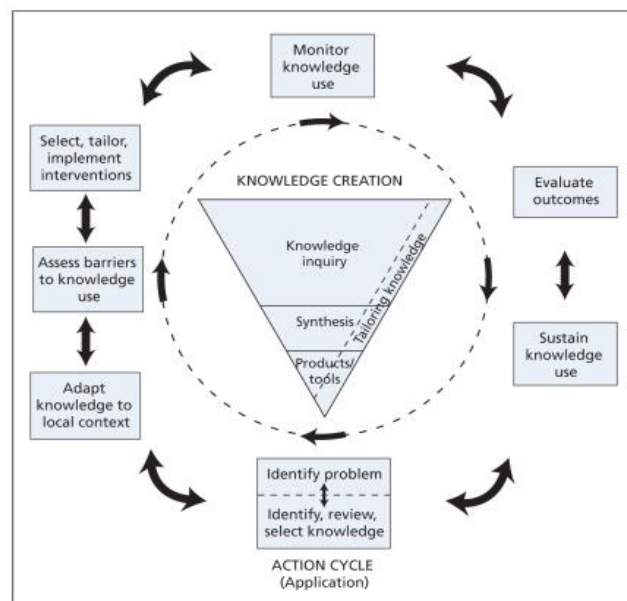 Monitor
knowledge
use
Select, tailor,
implement
interventions
KNOWLEDGE CREATION
Evaluate
outcomes
Knowledge
inquiry
Tailoring knowledge
Assess barriers
to knowledge
use
Synthesis
Sustain
knowledge
use
Products/
tools
Adapt
knowledge to
local context
Identify problem
Identify, review,
select knowledge
ACTION CYCLE
(Application)